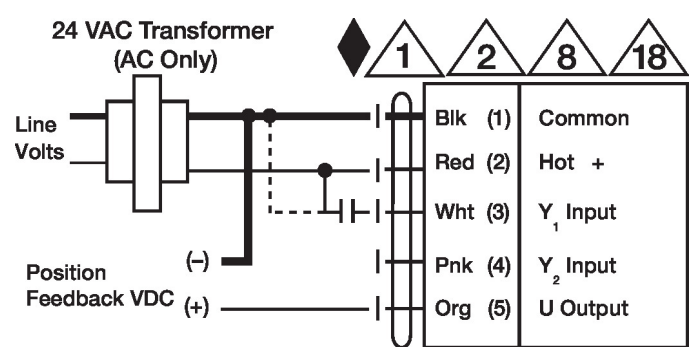 24 VAC Transformer
(AC Only)
1 2 8 18
Line
Volts
Blk (1) Common
Red (2) Hot +
Wht (3) Y1 Input
Pnk (4) Y2 Input
Org (5) U Output
Position
Feedback VDC
(–)
(+)